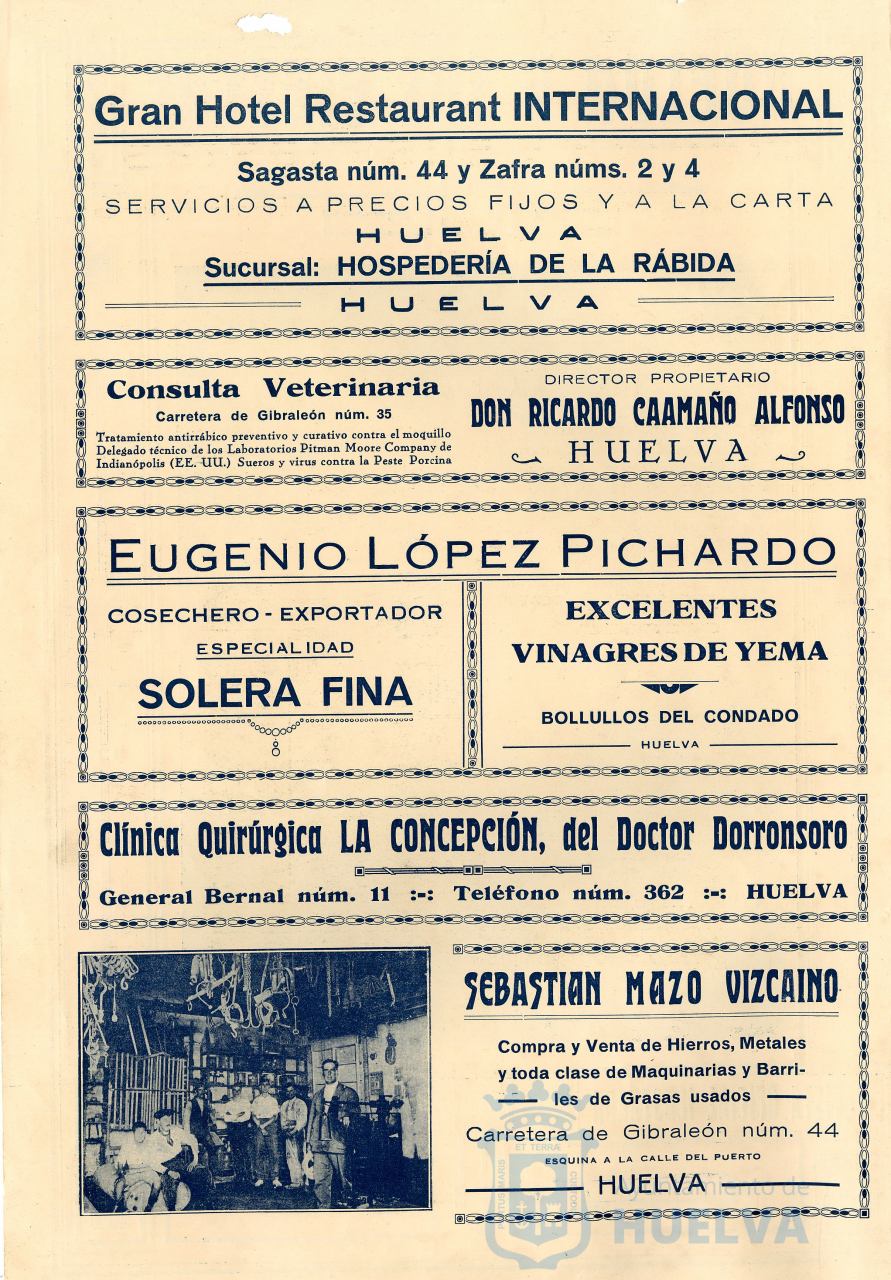 Gran Hotel Restaurant INTERNACIONAL
Sagasta núm. 44 y Zafra núms. 2 y 4
SERVICIOS A PRECIOS FIJOS Y A LA CARTA
HUELVA
Sucursal: HOSPEDERÍA DE LA RÁBIDA
HUELVA
Consulta Veterinaria
Carretera de Gibraleón núm. 35
Tratamiento antirrábico preventivo y curativo contra el moquillo
Delegado técnico de los Laboratorios Pitman Moore Company de
Indianópolis (EE. UU.) Sueros y virus contra la Peste Porcina
DIRECTOR PROPIETARIO
DON RICARDO CAAMAÑO ALFONSO
HUELVA
EUGENIO LÓPEZ PICHARDO
COSECHERO - EXPORTADOR
ESPECIALIDAD
SOLERA FINA
EXCELENTES
VINAGRES DE YEMA
BOLLULLOS DEL CONDADO
HUELVA
Clínica Quirúrgica LA CONCEPCIÓN, del Doctor Dorronsoro
General Bernal núm. 11 :-: Teléfono núm. 362 :-: HUELVA
SEBASTIAN MAZO VIZCAINO
Compra y Venta de Hierros, Metales
y toda clase de Maquinarias y Barri-
les de Grasas usados
Carretera de Gibraleón núm. 44
ESQUINA A LA CALLE DEL PUERTO
HUELVA
Ayuntamiento de
HUELVA
PORTUS MARIS
ET TERRAE
CUSTODIA